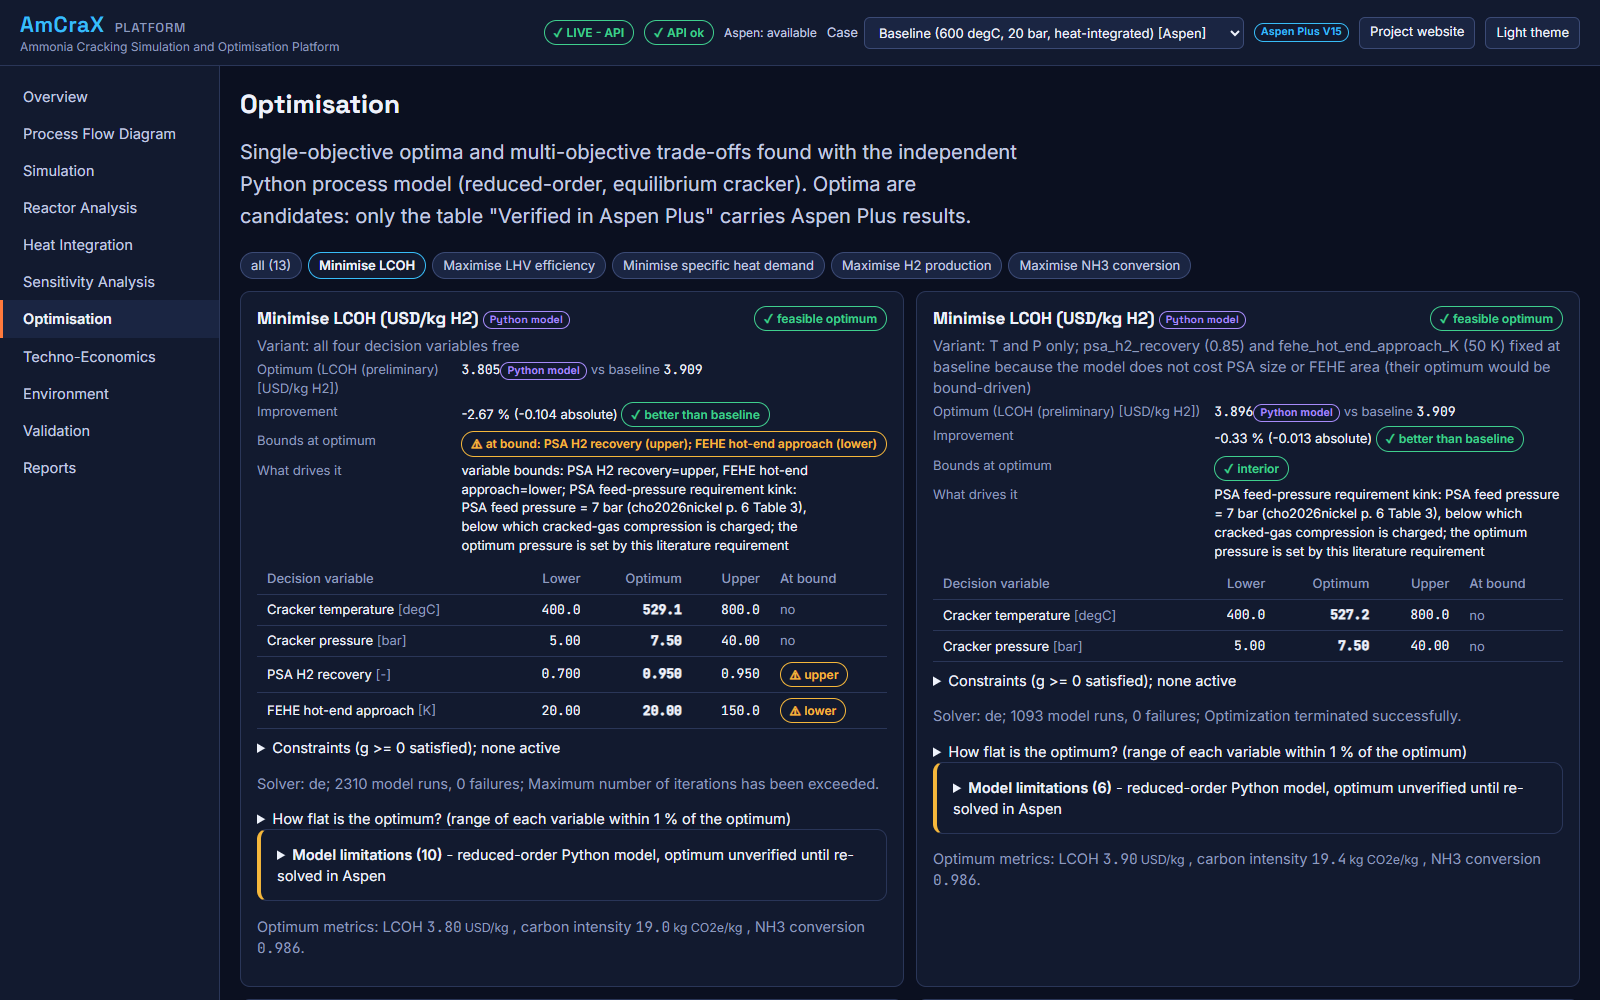 AmCraX PLATFORM
Ammonia Cracking Simulation and Optimisation Platform
✓ LIVE - API
✓ API ok
Aspen: available
Case
Baseline (600 degC, 20 bar, heat-integrated) [Aspen]
Aspen Plus V15
Project website
Light theme
Overview
Process Flow Diagram
Simulation
Reactor Analysis
Heat Integration
Sensitivity Analysis
Optimisation
Techno-Economics
Environment
Validation
Reports
Optimisation
Single-objective optima and multi-objective trade-offs found with the independent
Python process model (reduced-order, equilibrium cracker). Optima are
candidates: only the table "Verified in Aspen Plus" carries Aspen Plus results.
all (13)
Minimise LCOH
Maximise LHV efficiency
Minimise specific heat demand
Maximise H2 production
Maximise NH3 conversion
Minimise LCOH (USD/kg H2) Python model
✓ feasible optimum
Variant: all four decision variables free
Optimum (LCOH (preliminary) [USD/kg H2]) 3.805 Python model vs baseline 3.909
Improvement -2.67 % (-0.104 absolute) ✓ better than baseline
Bounds at optimum ⚠ at bound: PSA H2 recovery (upper); FEHE hot-end approach (lower)
What drives it variable bounds: PSA H2 recovery=upper, FEHE hot-end
approach=lower; PSA feed-pressure requirement kink:
PSA feed pressure = 7 bar (cho2026nickel p. 6 Table 3),
below which cracked-gas compression is charged; the
optimum pressure is set by this literature requirement
Decision variable Lower Optimum Upper At bound
Cracker temperature [degC] 400.0 529.1 800.0 no
Cracker pressure [bar] 5.00 7.50 40.00 no
PSA H2 recovery [-] 0.700 0.950 0.950 ⚠ upper
FEHE hot-end approach [K] 20.00 20.00 150.0 ⚠ lower
▶ Constraints (g >= 0 satisfied); none active
Solver: de; 2310 model runs, 0 failures; Maximum number of iterations has been exceeded.
▶ How flat is the optimum? (range of each variable within 1 % of the optimum)
▶ Model limitations (10) - reduced-order Python model, optimum unverified until re-
solved in Aspen
Optimum metrics: LCOH 3.80 USD/kg , carbon intensity 19.0 kg CO2e/kg , NH3 conversion
0.986.
Minimise LCOH (USD/kg H2) Python model
✓ feasible optimum
Variant: T and P only; psa_h2_recovery (0.85) and fehe_hot_end_approach_K (50 K) fixed at
baseline because the model does not cost PSA size or FEHE area (their optimum would be
bound-driven)
Optimum (LCOH (preliminary) [USD/kg H2]) 3.896 Python model vs baseline 3.909
Improvement -0.33 % (-0.013 absolute) ✓ better than baseline
Bounds at optimum ✓ interior
What drives it PSA feed-pressure requirement kink: PSA feed pressure
= 7 bar (cho2026nickel p. 6 Table 3), below which
cracked-gas compression is charged; the optimum
pressure is set by this literature requirement
Decision variable Lower Optimum Upper At bound
Cracker temperature [degC] 400.0 527.2 800.0 no
Cracker pressure [bar] 5.00 7.50 40.00 no
▶ Constraints (g >= 0 satisfied); none active
Solver: de; 1093 model runs, 0 failures; Optimization terminated successfully.
▶ How flat is the optimum? (range of each variable within 1 % of the optimum)
▶ Model limitations (6) - reduced-order Python model, optimum unverified until re-
solved in Aspen
Optimum metrics: LCOH 3.90 USD/kg , carbon intensity 19.4 kg CO2e/kg , NH3 conversion
0.986.